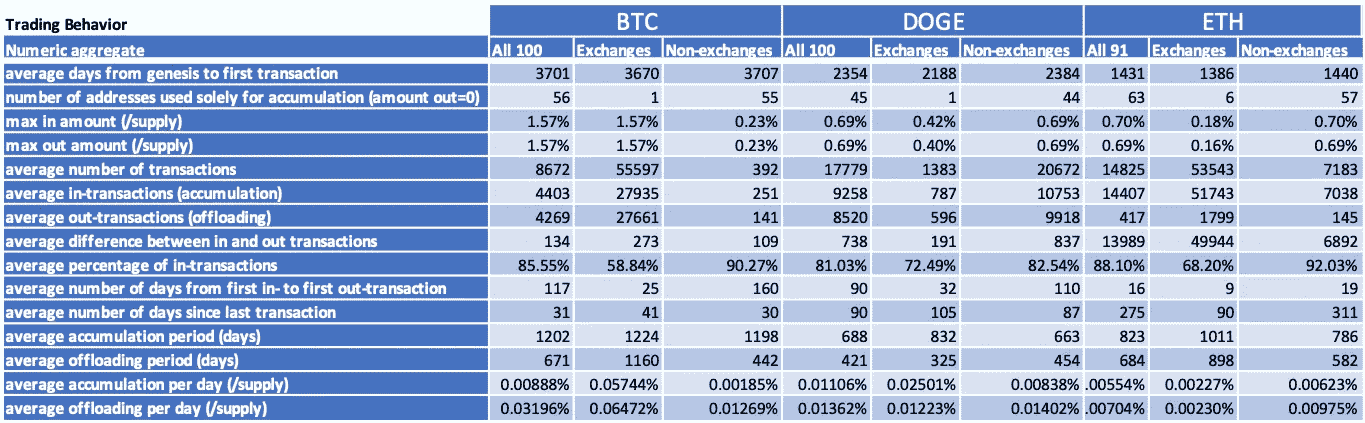 Trading Behavior BTC DOGE ETH
Numeric aggregate All 100 Exchanges Non-exchanges All 100 Exchanges Non-exchanges All 91 Exchanges Non-exchanges
average days from genesis to first transaction 3701 3670 3707 2354 2188 2384 1431 1386 1440
number of addresses used solely for accumulation (amount out=0) 56 1 55 45 1 44 63 6 57
max in amount (/supply) 1.57% 1.57% 0.23% 0.69% 0.42% 0.69% 0.70% 0.18% 0.70%
max out amount (/supply) 1.57% 1.57% 0.23% 0.69% 0.40% 0.69% 0.69% 0.16% 0.69%
average number of transactions 8672 55597 392 17779 1383 20672 14825 53543 7183
average in-transactions (accumulation) 4403 27935 251 9258 787 10753 14407 51743 7038
average out-transactions (offloading) 4269 27661 141 8520 596 9918 417 1799 145
average difference between in and out transactions 134 273 109 738 191 837 13989 49944 6892
average percentage of in-transactions 85.55% 58.84% 90.27% 81.03% 72.49% 82.54% 88.10% 68.20% 92.03%
average number of days from first in- to first out-transaction 117 25 160 90 32 110 16 9 19
average number of days since last transaction 31 41 30 90 105 87 275 90 311
average accumulation period (days) 1202 1224 1198 688 832 663 823 1011 786
average offloading period (days) 671 1160 442 421 325 454 684 898 582
average accumulation per day (/supply) 0.00888% 0.05744% 0.00185% 0.01106% 0.02501% 0.00838% .00554% 0.00227% 0.00623%
average offloading per day (/supply) 0.03196% 0.06472% 0.01269% 0.01362% 0.01223% 0.01402% .00704% 0.00230% 0.00975%